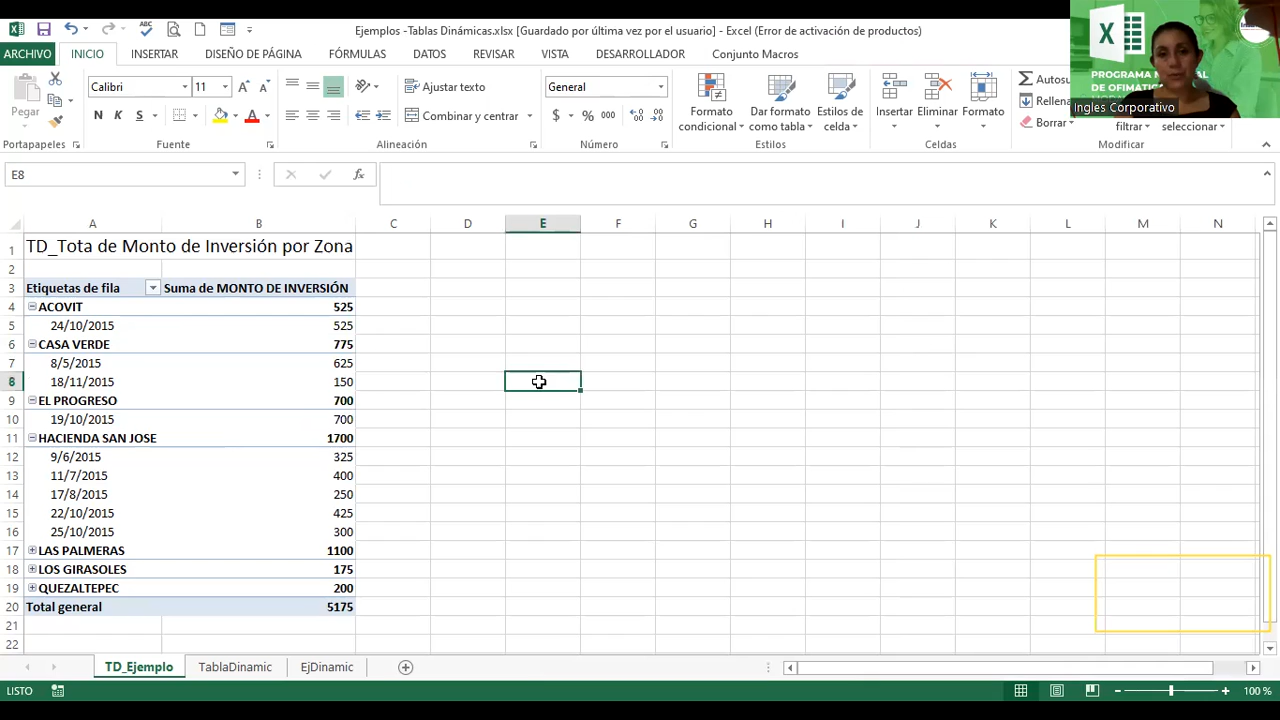 Ejemplos -Tablas Dinámicas.xlsx [Guardado por última vez por el usuario] - Excel (Error de activación de productos)
ARCHIVO INICIO INSERTAR DISEÑO DE PÁGINA FÓRMULAS DATOS REVISAR VISTA DESARROLLADOR Conjunto Macros
PROGRAMA
DE OFIMATICA
Ingles Corporativo
Pegar
Calibri 11
N K S
Ajustar texto
Combinar y centrar
General
$ % 000
Formato condicional
Dar formato como tabla
Estilos de celda
Insertar Eliminar Formato
Borrar
filtrar seleccionar
Portapapeles Fuente Alineación Número Estilos Celdas Modificar
E8
fx
A B C D E F G H I J K L M N
1 TD_Tota de Monto de Inversión por Zona
2
3 Etiquetas de fila Suma de MONTO DE INVERSIÓN
4 ACOVIT 525
5 24/10/2015 525
6 CASA VERDE 775
7 8/5/2015 625
8 18/11/2015 150
9 EL PROGRESO 700
10 19/10/2015 700
11 HACIENDA SAN JOSE 1700
12 9/6/2015 325
13 11/7/2015 400
14 17/8/2015 250
15 22/10/2015 425
16 25/10/2015 300
17 LAS PALMERAS 1100
18 LOS GIRASOLES 175
19 QUEZALTEPEC 200
20 Total general 5175
21
22
TD_Ejemplo TablaDinamic EjDinamic
LISTO 100 %